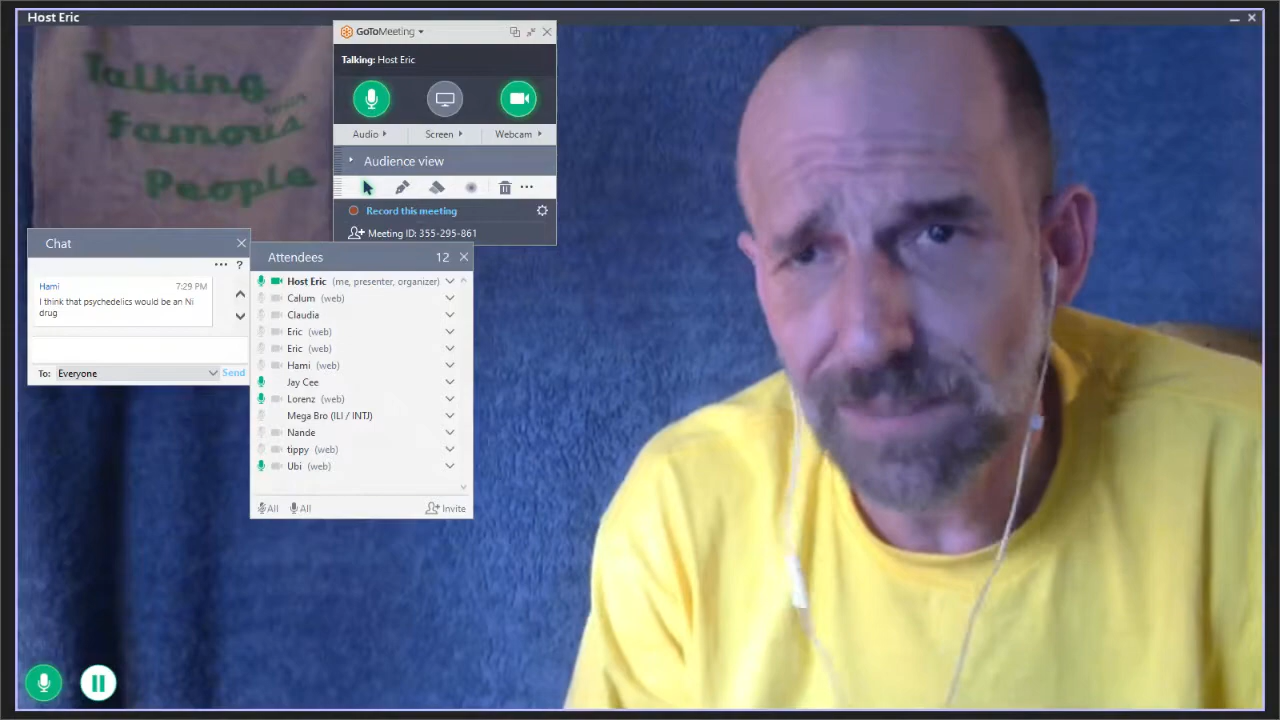 Host Eric
Talking
famous
People
GoToMeeting
Talking: Host Eric
Audio
Screen
Webcam
Audience view
Record this meeting
Meeting ID: 355-295-861
Chat
?
Hami 7:29 PM
I think that psychedelics would be an Ni
drug
To: Everyone Send
Attendees 12
Host Eric (me, presenter, organizer)
Calum (web)
Claudia
Eric (web)
Eric (web)
Hami (web)
Jay Cee
Lorenz (web)
Mega Bro (ILI / INTJ)
Nande
tippy (web)
Ubi (web)
All All Invite